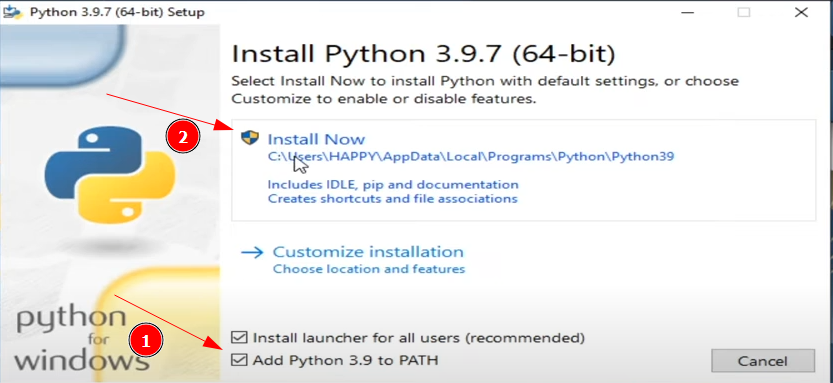 Python 3.9.7 (64-bit) Setup
Install Python 3.9.7 (64-bit)
Select Install Now to install Python with default settings, or choose
Customize to enable or disable features.
2
Install Now
C:\Users\HAPPY\AppData\Local\Programs\Python\Python39
Includes IDLE, pip and documentation
Creates shortcuts and file associations
Customize installation
Choose location and features
python
for
windows
1
Install launcher for all users (recommended)
Add Python 3.9 to PATH
Cancel